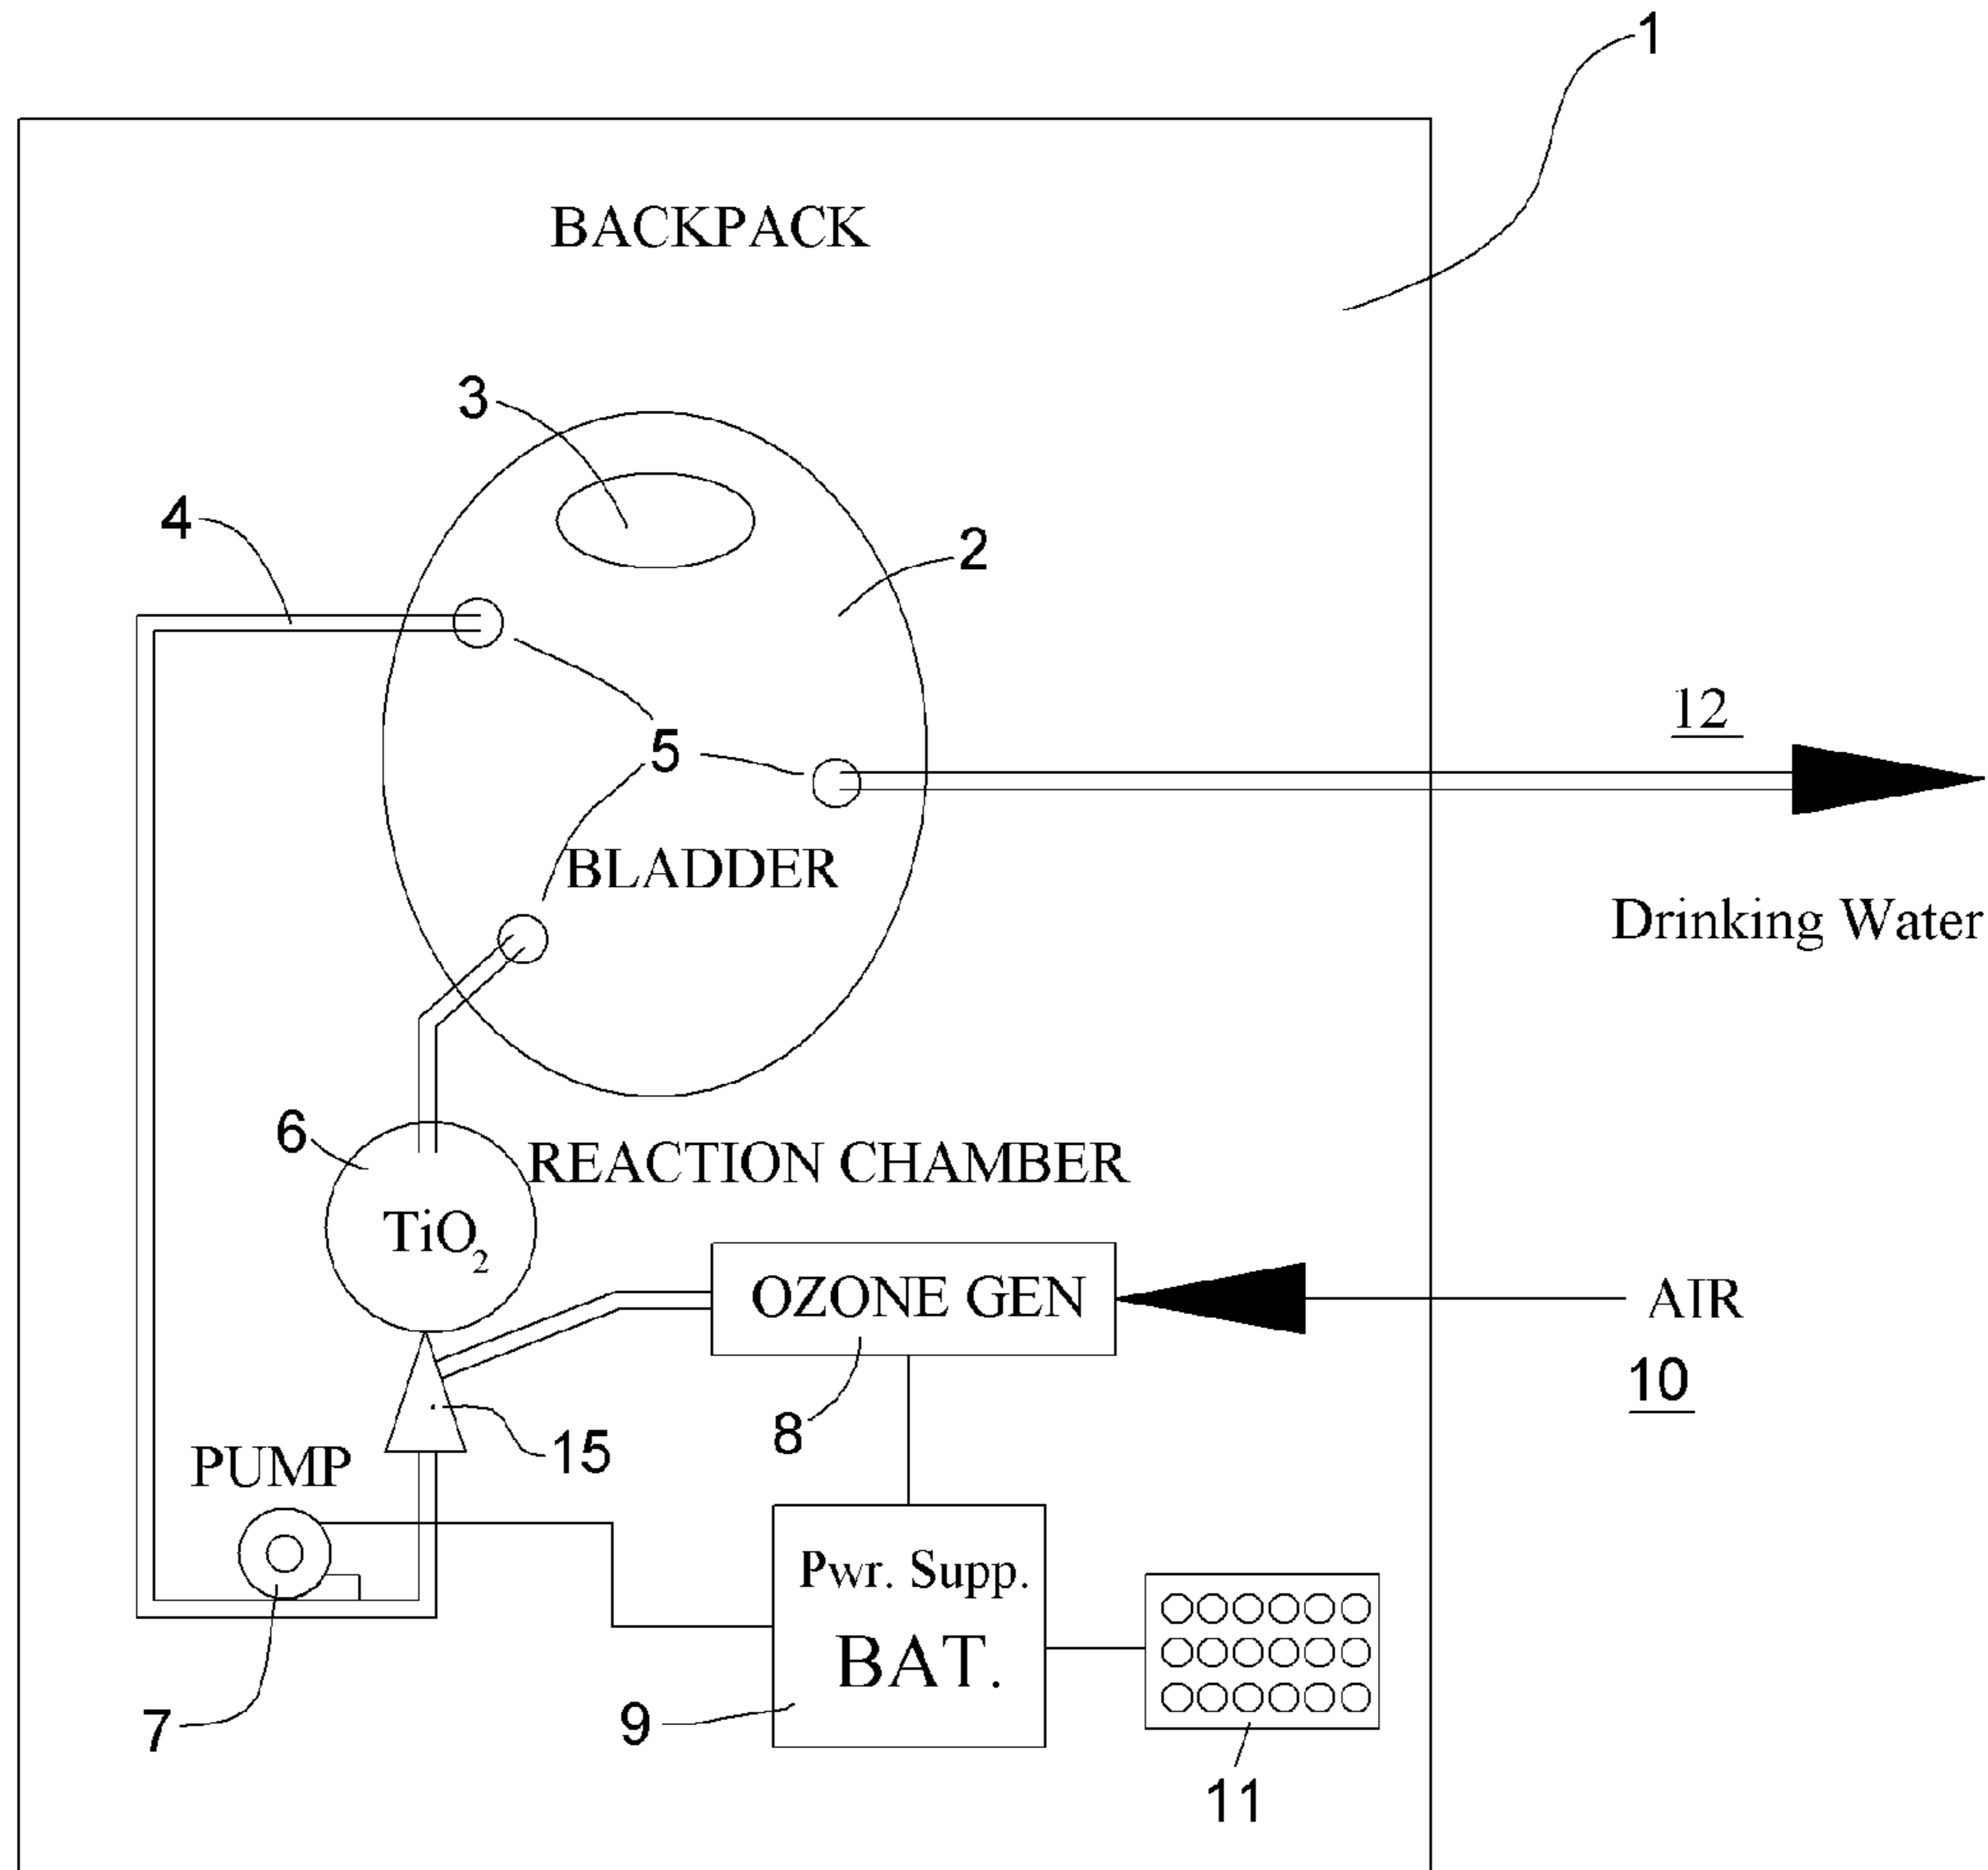 1
BACKPACK
3
4
2
5
12
BLADDER
Drinking Water
6
REACTION CHAMBER
TiO2
OZONE GEN
AIR
10
8
15
PUMP
Pwr. Supp.
BAT.
7
9
11